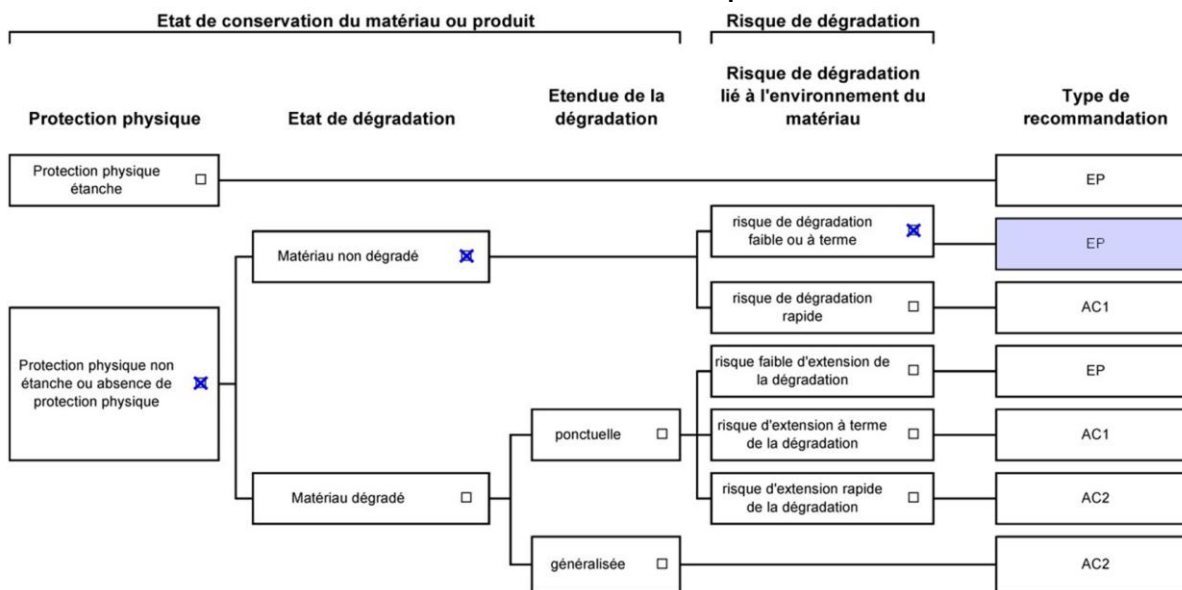 Etat de conservation du matériau ou produit
Risque de dégradation
Protection physique
Etat de dégradation
Etendue de la
dégradation
Risque de dégradation
lié à l'environnement du
matériau
Type de
recommandation
Protection physique
étanche
EP
Matériau non dégradé
risque de dégradation
faible ou à terme
EP
risque de dégradation
rapide
AC1
Protection physique non
étanche ou absence de
protection physique
risque faible d'extension de
la dégradation
EP
ponctuelle
risque d'extension à terme
de la dégradation
AC1
Matériau dégradé
risque d'extension rapide
de la dégradation
AC2
généralisée
AC2